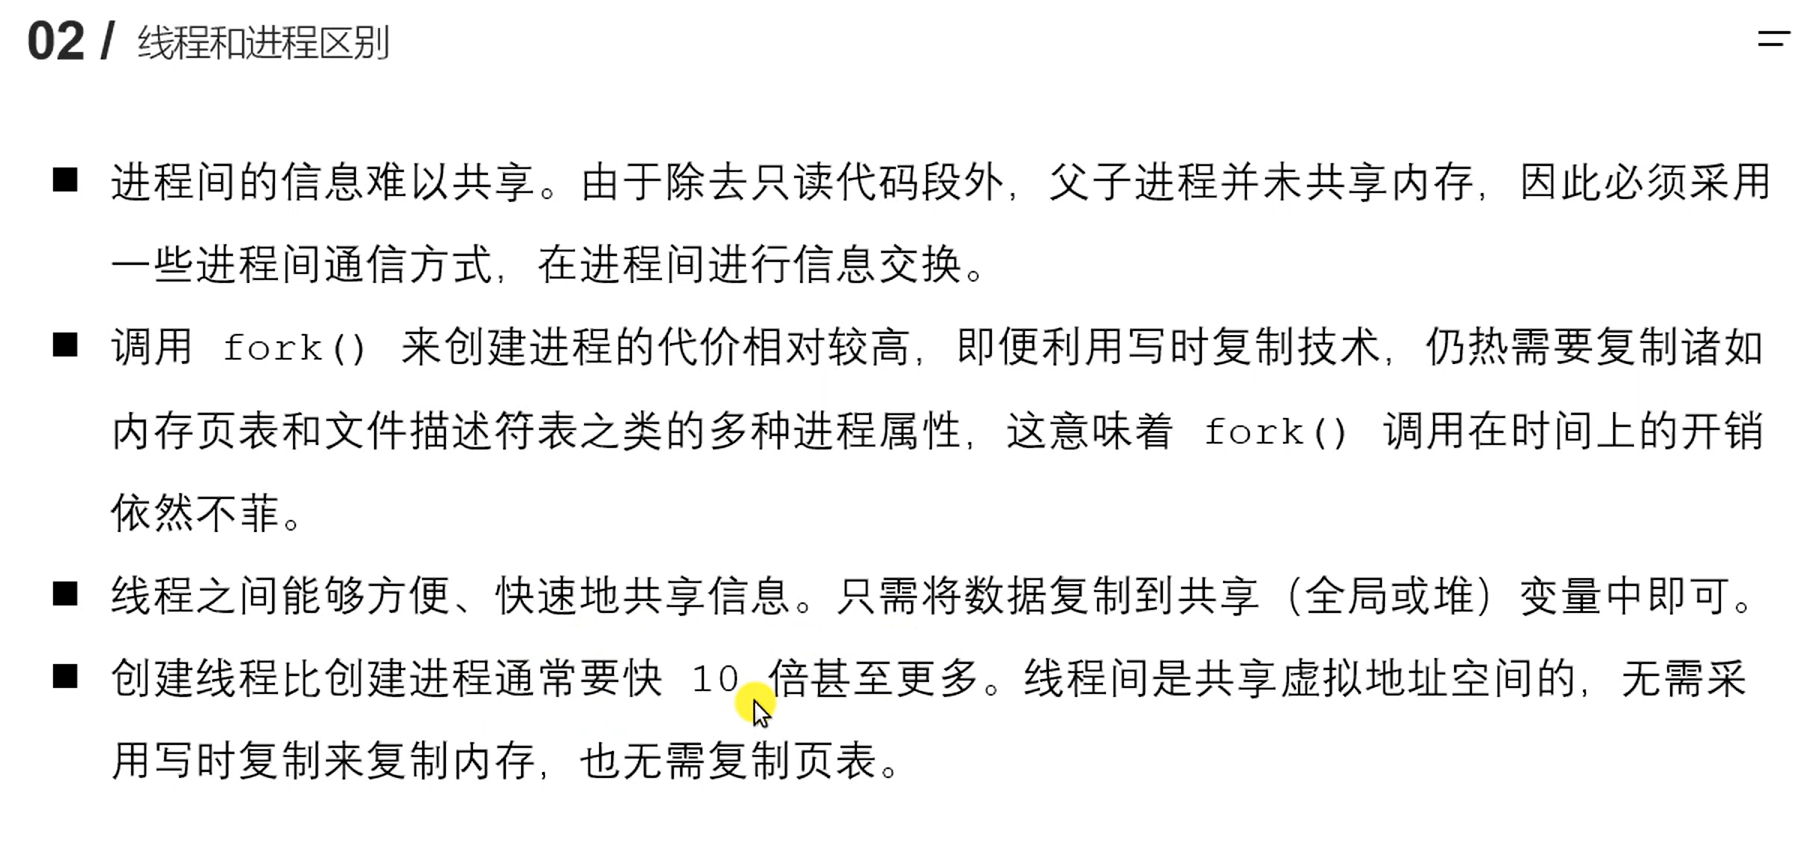 02 / 线程和进程区别
■ 进程间的信息难以共享。由于除去只读代码段外，父子进程并未共享内存，因此必须采用
一些进程间通信方式，在进程间进行信息交换。
■ 调用 fork() 来创建进程的代价相对较高，即便利用写时复制技术，仍热需要复制诸如
内存页表和文件描述符表之类的多种进程属性，这意味着 fork() 调用在时间上的开销
依然不菲。
■ 线程之间能够方便、快速地共享信息。只需将数据复制到共享（全局或堆）变量中即可。
■ 创建线程比创建进程通常要快 10 倍甚至更多。线程间是共享虚拟地址空间的，无需采
用写时复制来复制内存，也无需复制页表。